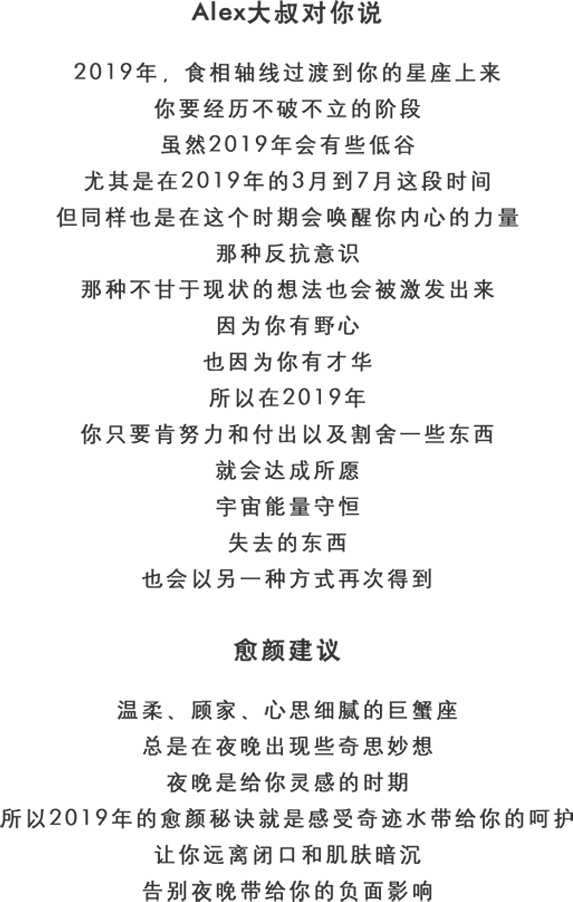 Alex大叔对你说
2019年，食相轴线过渡到你的星座上来
你要经历不破不立的阶段
虽然2019年会有些低谷
尤其是在2019年的3月到7月这段时间
但同样也是在这个时期会唤醒你内心的力量
那种反抗意识
那种不甘于现状的想法也会被激发出来
因为你有野心
也因为你有才华
所以在2019年
你只要肯努力和付出以及割舍一些东西
就会达成所愿
宇宙能量守恒
失去的东西
也会以另一种方式再次得到
愈颜建议
温柔、顾家、心思细腻的巨蟹座
总是在夜晚出现些奇思妙想
夜晚是给你灵感的时期
所以2019年的愈颜秘诀就是感受奇迹水带给你的呵护
让你远离闭口和肌肤暗沉
告别夜晚带给你的负面影响